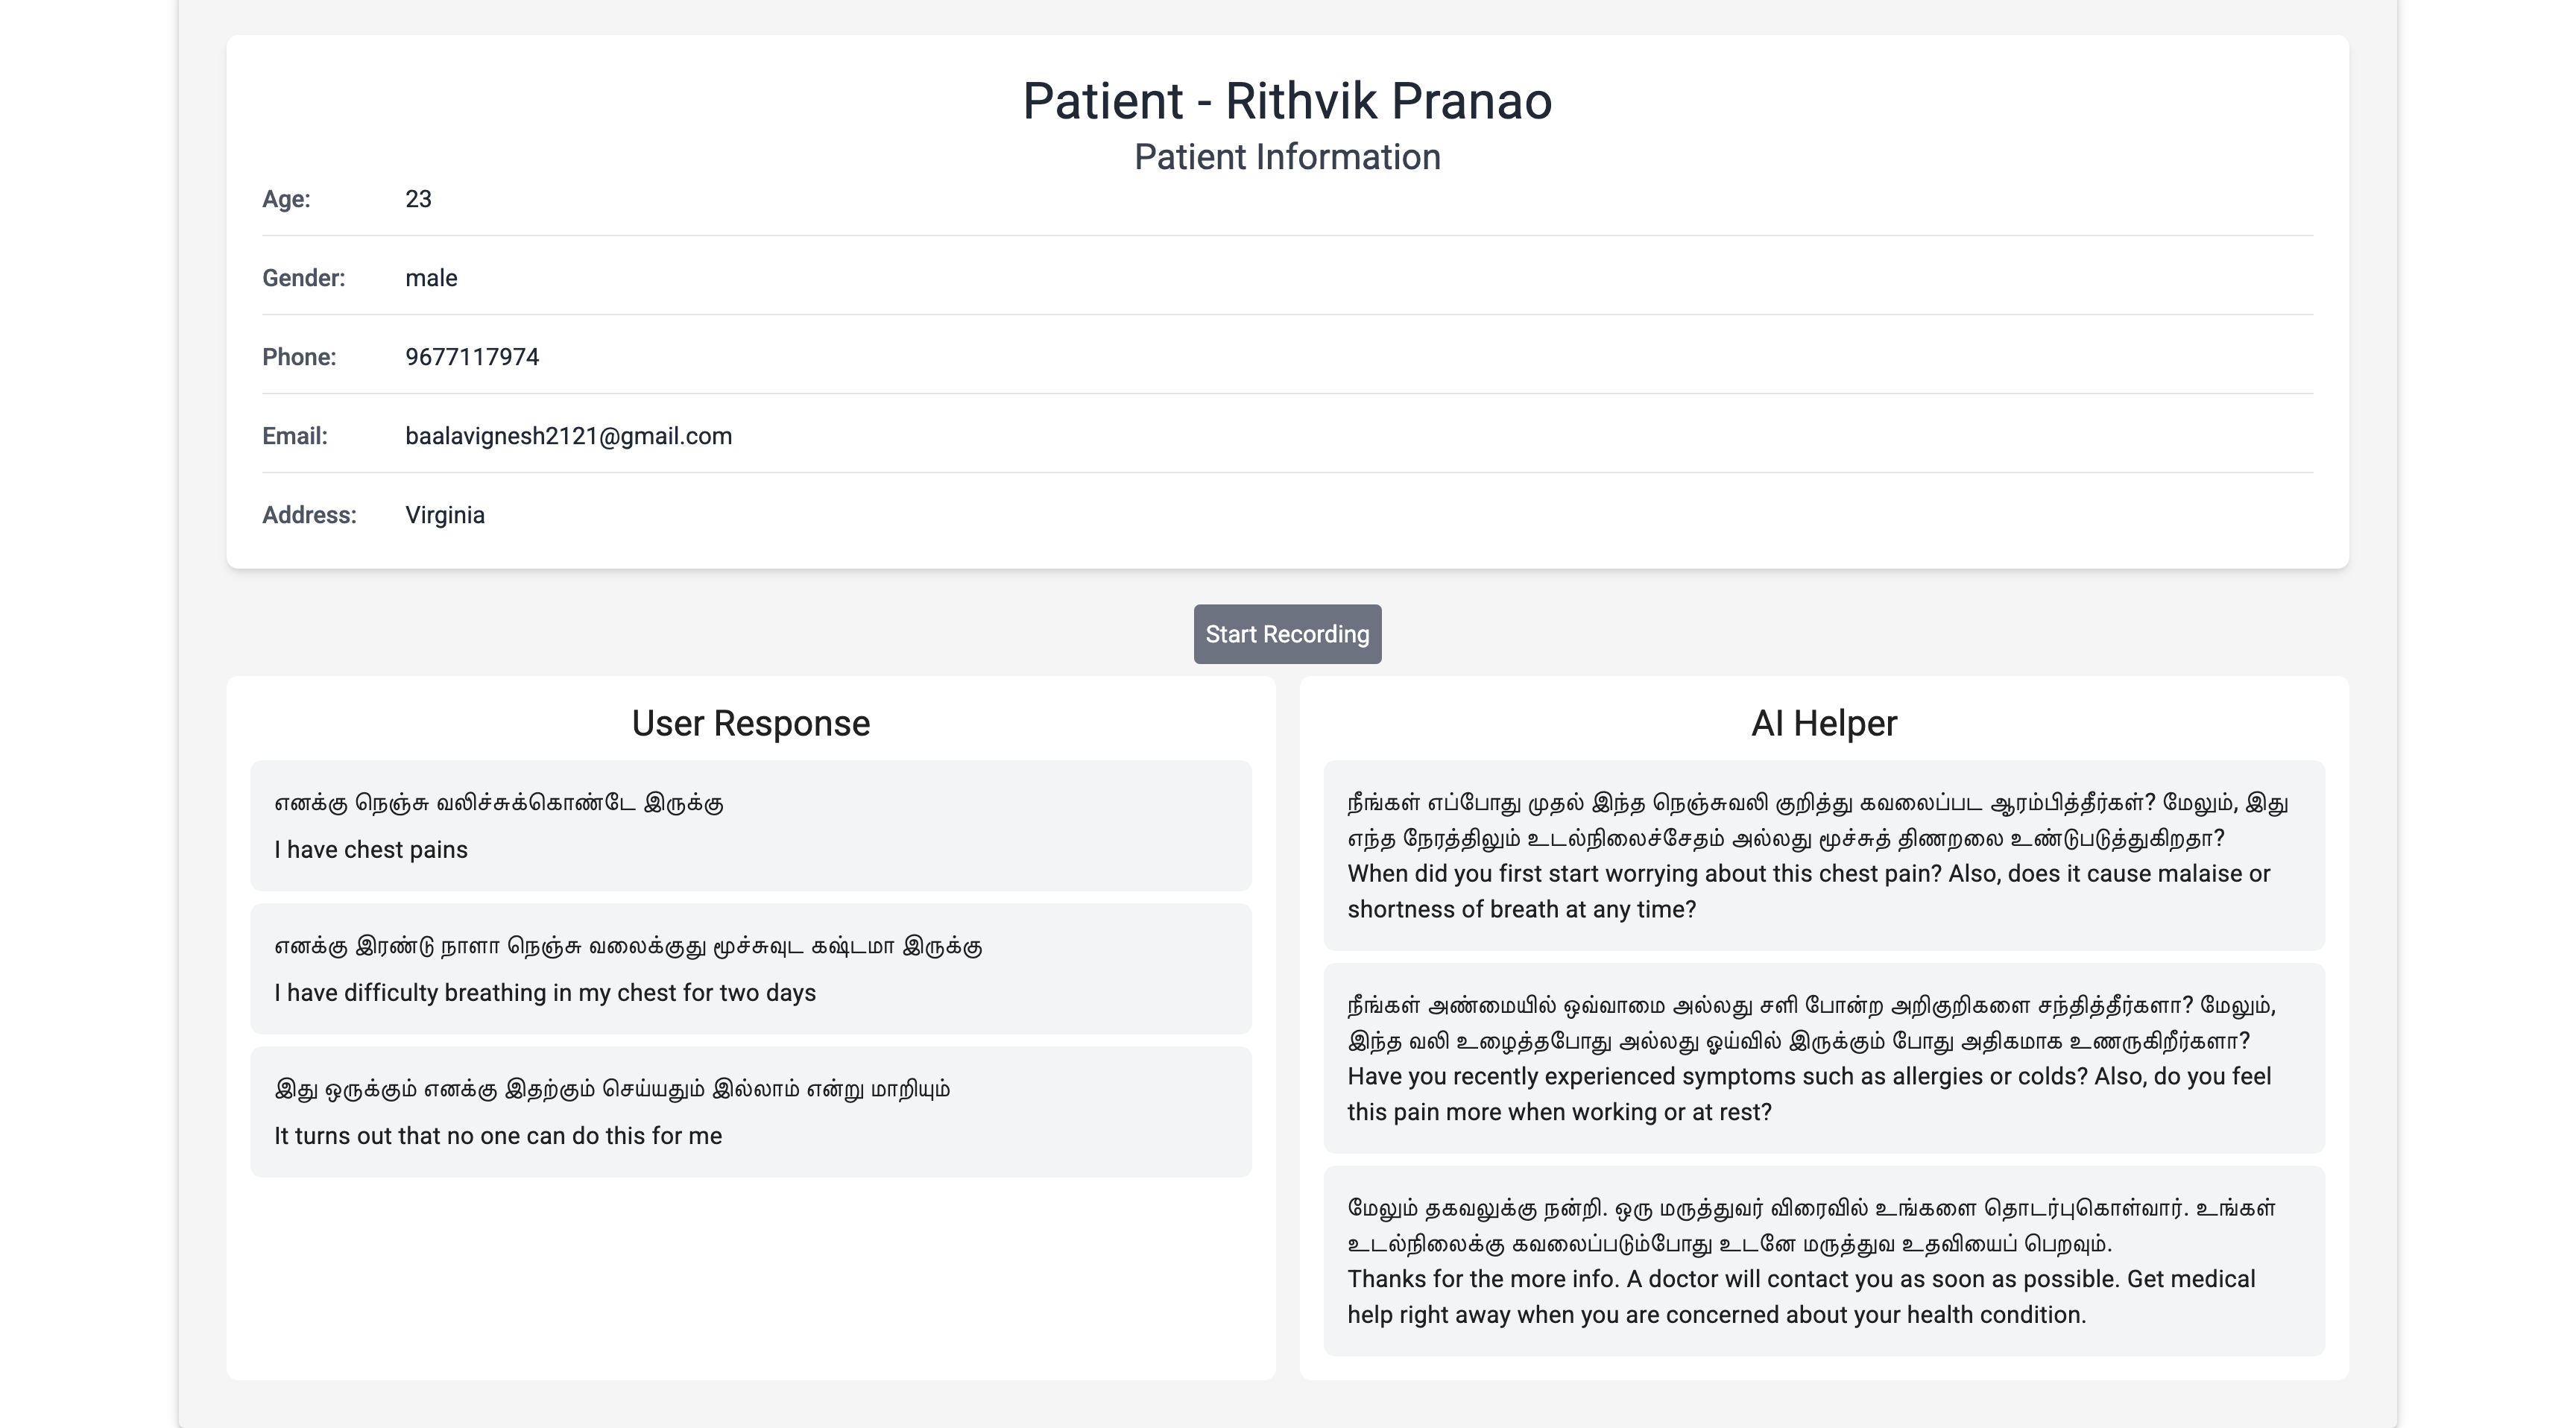 Patient - Rithvik Pranao
Patient Information
Age: 23
Gender: male
Phone: 9677117974
Email: baalavignesh2121@gmail.com
Address: Virginia
Start Recording
User Response
எனக்கு நெஞ்சு வலிச்சுக்கொண்டே இருக்கு
I have chest pains
எனக்கு இரண்டு நாளா நெஞ்சு வலைக்குது மூச்சுவுட கஷ்டமா இருக்கு
I have difficulty breathing in my chest for two days
இது ஒருக்கும் எனக்கு இதற்கும் செய்யதும் இல்லாம் என்று மாறியும்
It turns out that no one can do this for me
AI Helper
நீங்கள் எப்போது முதல் இந்த நெஞ்சுவலி குறித்து கவலைப்பட ஆரம்பித்தீர்கள்? மேலும், இது
எந்த நேரத்திலும் உடல்நிலைச்சேதம் அல்லது மூச்சுத் திணறலை உண்டுபடுத்துகிறதா?
When did you first start worrying about this chest pain? Also, does it cause malaise or
shortness of breath at any time?
நீங்கள் அண்மையில் ஒவ்வாமை அல்லது சளி போன்ற அறிகுறிகளை சந்தித்தீர்களா? மேலும்,
இந்த வலி உழைத்தபோது அல்லது ஓய்வில் இருக்கும் போது அதிகமாக உணருகிறீர்களா?
Have you recently experienced symptoms such as allergies or colds? Also, do you feel
this pain more when working or at rest?
மேலும் தகவலுக்கு நன்றி. ஒரு மருத்துவர் விரைவில் உங்களை தொடர்புகொள்வார். உங்கள்
உடல்நிலைக்கு கவலைப்படும்போது உடனே மருத்துவ உதவியைப் பெறவும்.
Thanks for the more info. A doctor will contact you as soon as possible. Get medical
help right away when you are concerned about your health condition.